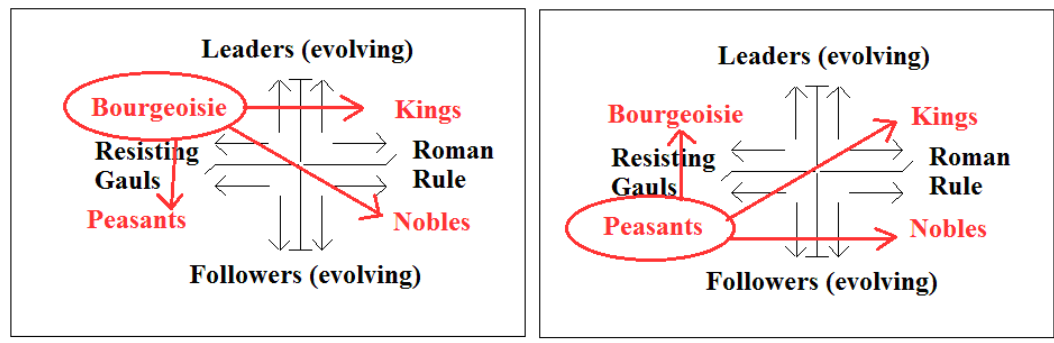 Leaders (evolving)
Bourgeoisie
Kings
Resisting
Gauls
Roman
Rule
Peasants
Nobles
Followers (evolving)
Leaders (evolving)
Bourgeoisie
Kings
Resisting
Gauls
Roman
Rule
Peasants
Nobles
Followers (evolving)